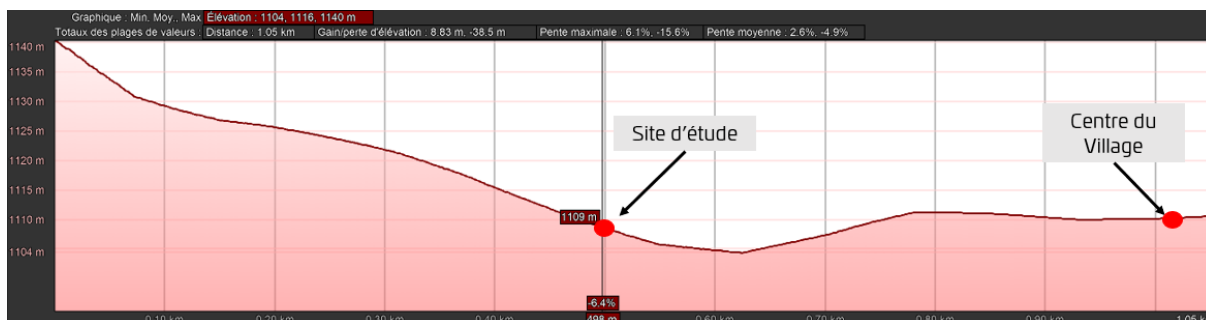 Graphique : Min. Moy., Max Élévation : 1104, 1116, 1140 m
Totaux des plages de valeurs : Distance : 1.05 km Gain/perte d'élévation : 8.83 m, -38.5 m Pente maximale : 6.1%, -15.6% Pente moyenne : 2.6%, -4.9%
1140 m
1135 m
1130 m
1125 m
1120 m
1115 m
1110 m
1104 m
Site d'étude
Centre du
Village
1109 m
-6.4%
0.10 km 0.20 km 0.30 km 0.40 km 498 m 0.60 km 0.70 km 0.80 km 0.90 km 1.05 km